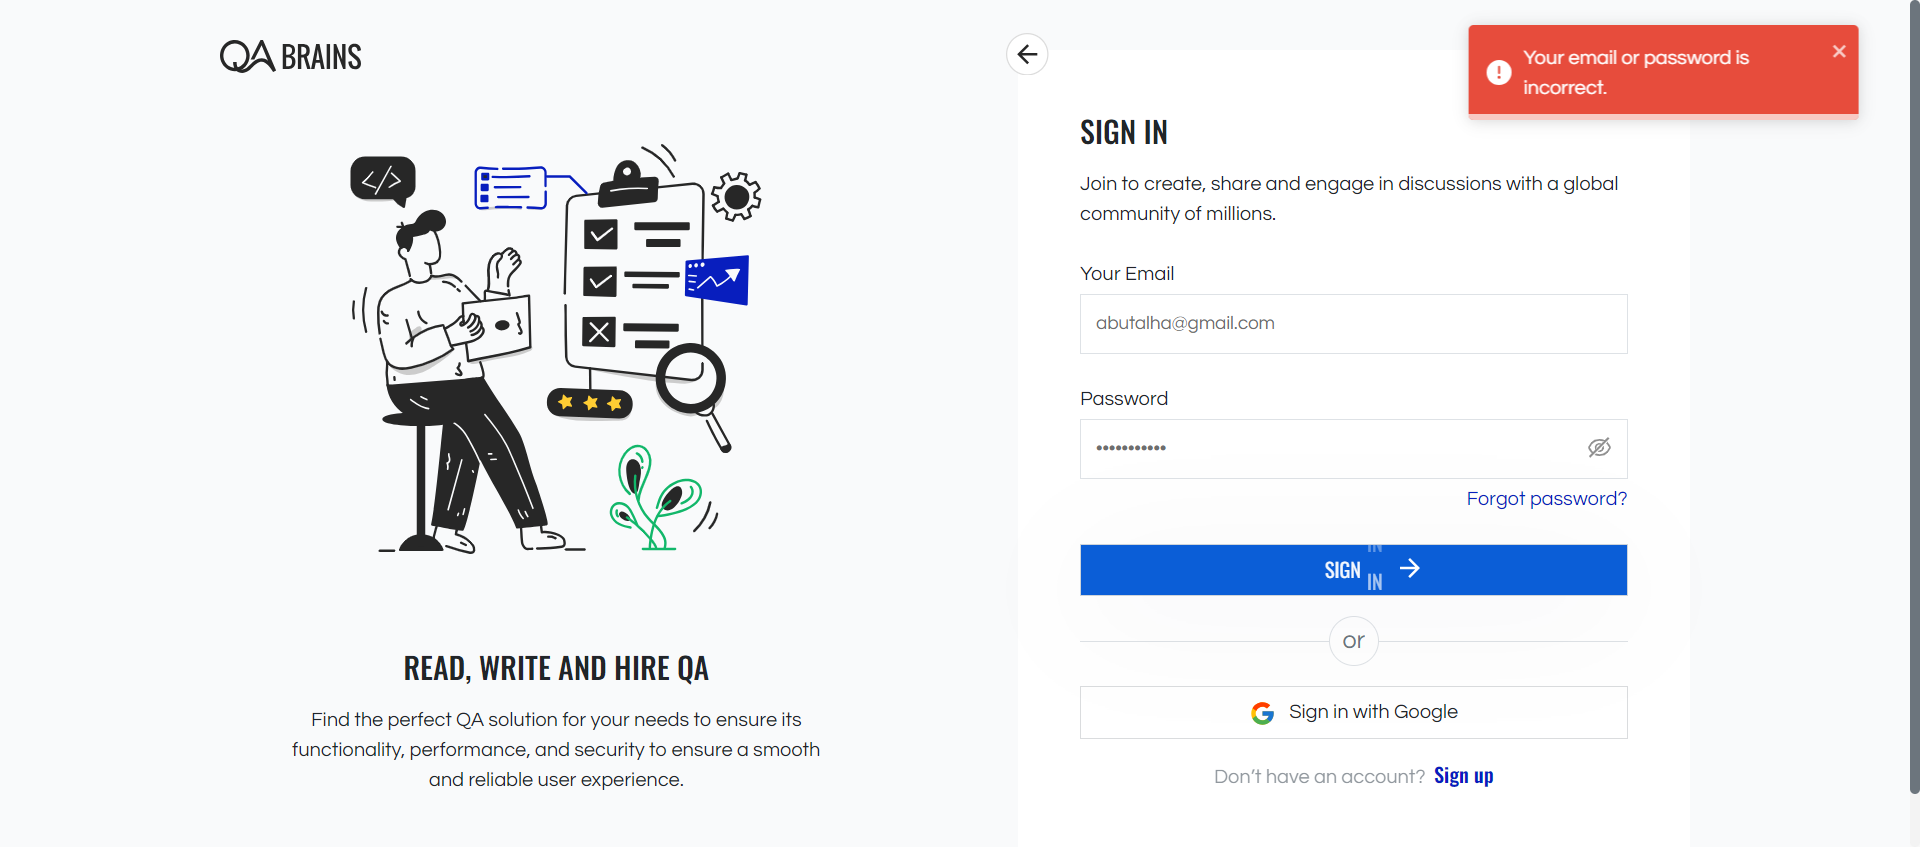 QA BRAINS
</>
READ, WRITE AND HIRE QA
Find the perfect QA solution for your needs to ensure its
functionality, performance, and security to ensure a smooth
and reliable user experience.
Your email or password is
incorrect.
SIGN IN
Join to create, share and engage in discussions with a global
community of millions.
Your Email
abutalha@gmail.com
Password
•••••••••••
Forgot password?
SIGN IN
or
Sign in with Google
Don't have an account? Sign up